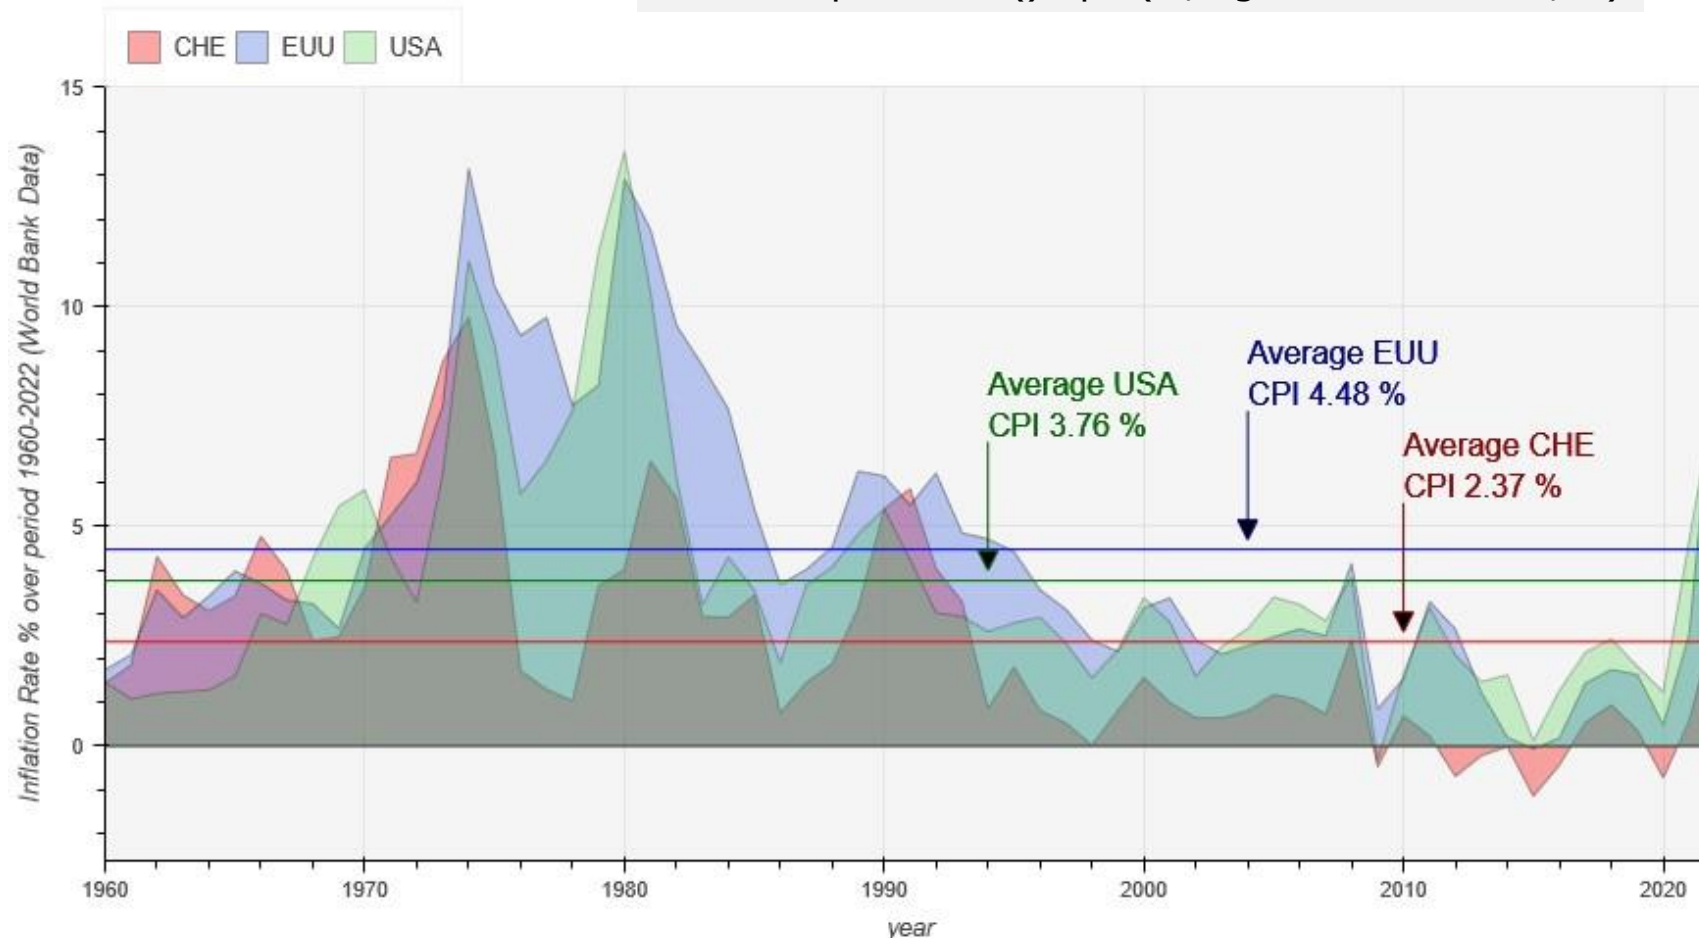 CHE EUU USA
15
10
5
0
Inflation Rate % over period 1960-2022 (World Bank Data)
Average EUU
CPI 4.48 %
Average USA
CPI 3.76 %
Average CHE
CPI 2.37 %
1960 1970 1980 1990 2000 2010 2020
year